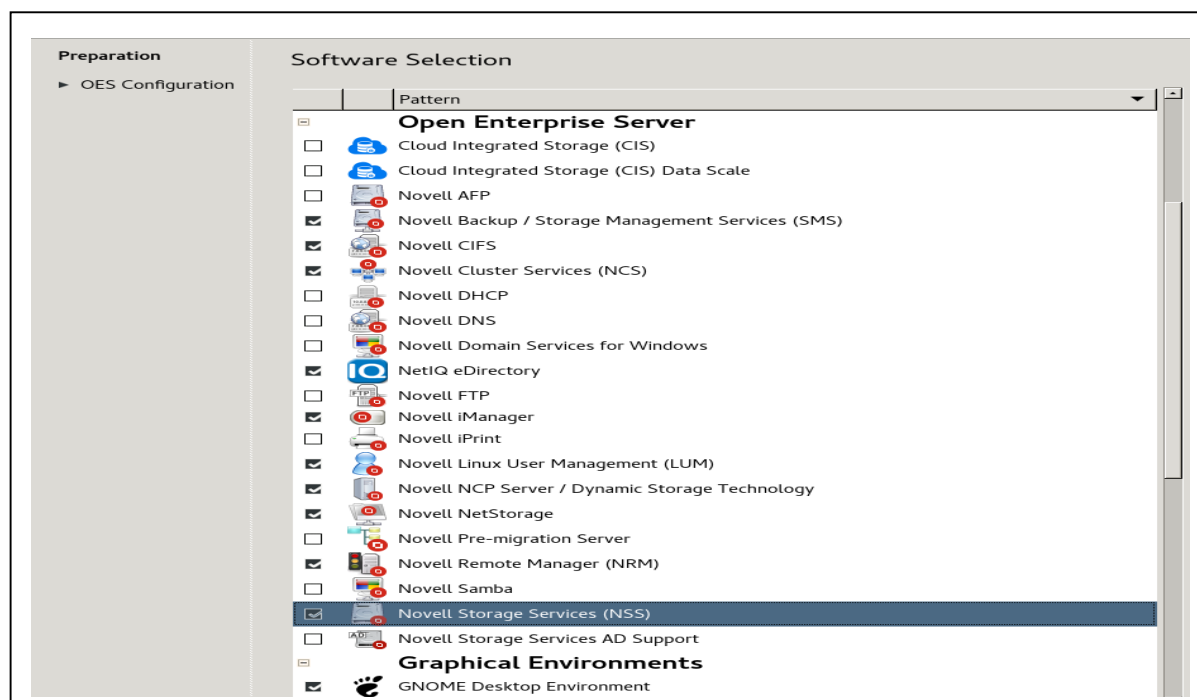 Preparation
► OES Configuration
Software Selection
Pattern
Open Enterprise Server
Cloud Integrated Storage (CIS)
Cloud Integrated Storage (CIS) Data Scale
Novell AFP
Novell Backup / Storage Management Services (SMS)
Novell CIFS
Novell Cluster Services (NCS)
Novell DHCP
Novell DNS
Novell Domain Services for Windows
IQ NetIQ eDirectory
FTP Novell FTP
Novell iManager
Novell iPrint
Novell Linux User Management (LUM)
Novell NCP Server / Dynamic Storage Technology
Novell NetStorage
Novell Pre-migration Server
Novell Remote Manager (NRM)
Novell Samba
Novell Storage Services (NSS)
AD Novell Storage Services AD Support
Graphical Environments
GNOME Desktop Environment